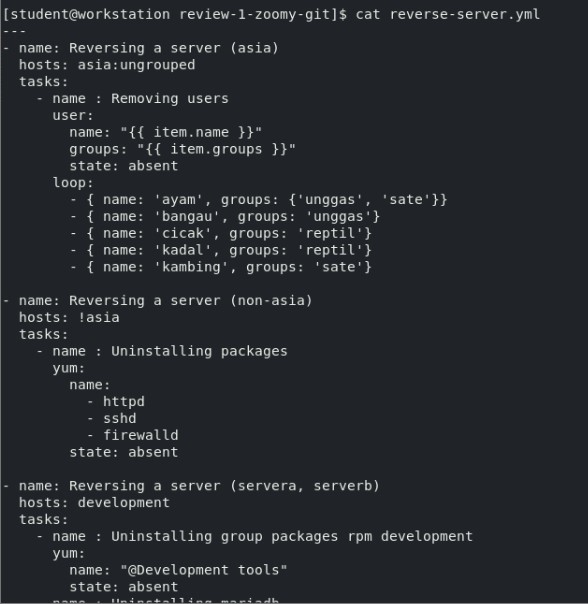 [student@workstation review-1-zoomy-git]$ cat reverse-server.yml
---
- name: Reversing a server (asia)
  hosts: asia:ungrouped
  tasks:
    - name : Removing users
      user:
        name: "{{ item.name }}"
        groups: "{{ item.groups }}"
        state: absent
      loop:
        - { name: 'ayam', groups: {'unggas', 'sate'}}
        - { name: 'bangau', groups: 'unggas'}
        - { name: 'cicak', groups: 'reptil'}
        - { name: 'kadal', groups: 'reptil'}
        - { name: 'kambing', groups: 'sate'}

- name: Reversing a server (non-asia)
  hosts: !asia
  tasks:
    - name : Uninstalling packages
      yum:
        name:
          - httpd
          - sshd
          - firewalld
        state: absent

- name: Reversing a server (servera, serverb)
  hosts: development
  tasks:
    - name : Uninstalling group packages rpm development
      yum:
        name: "@Development tools"
        state: absent
    - name : Uninstalling mariadb